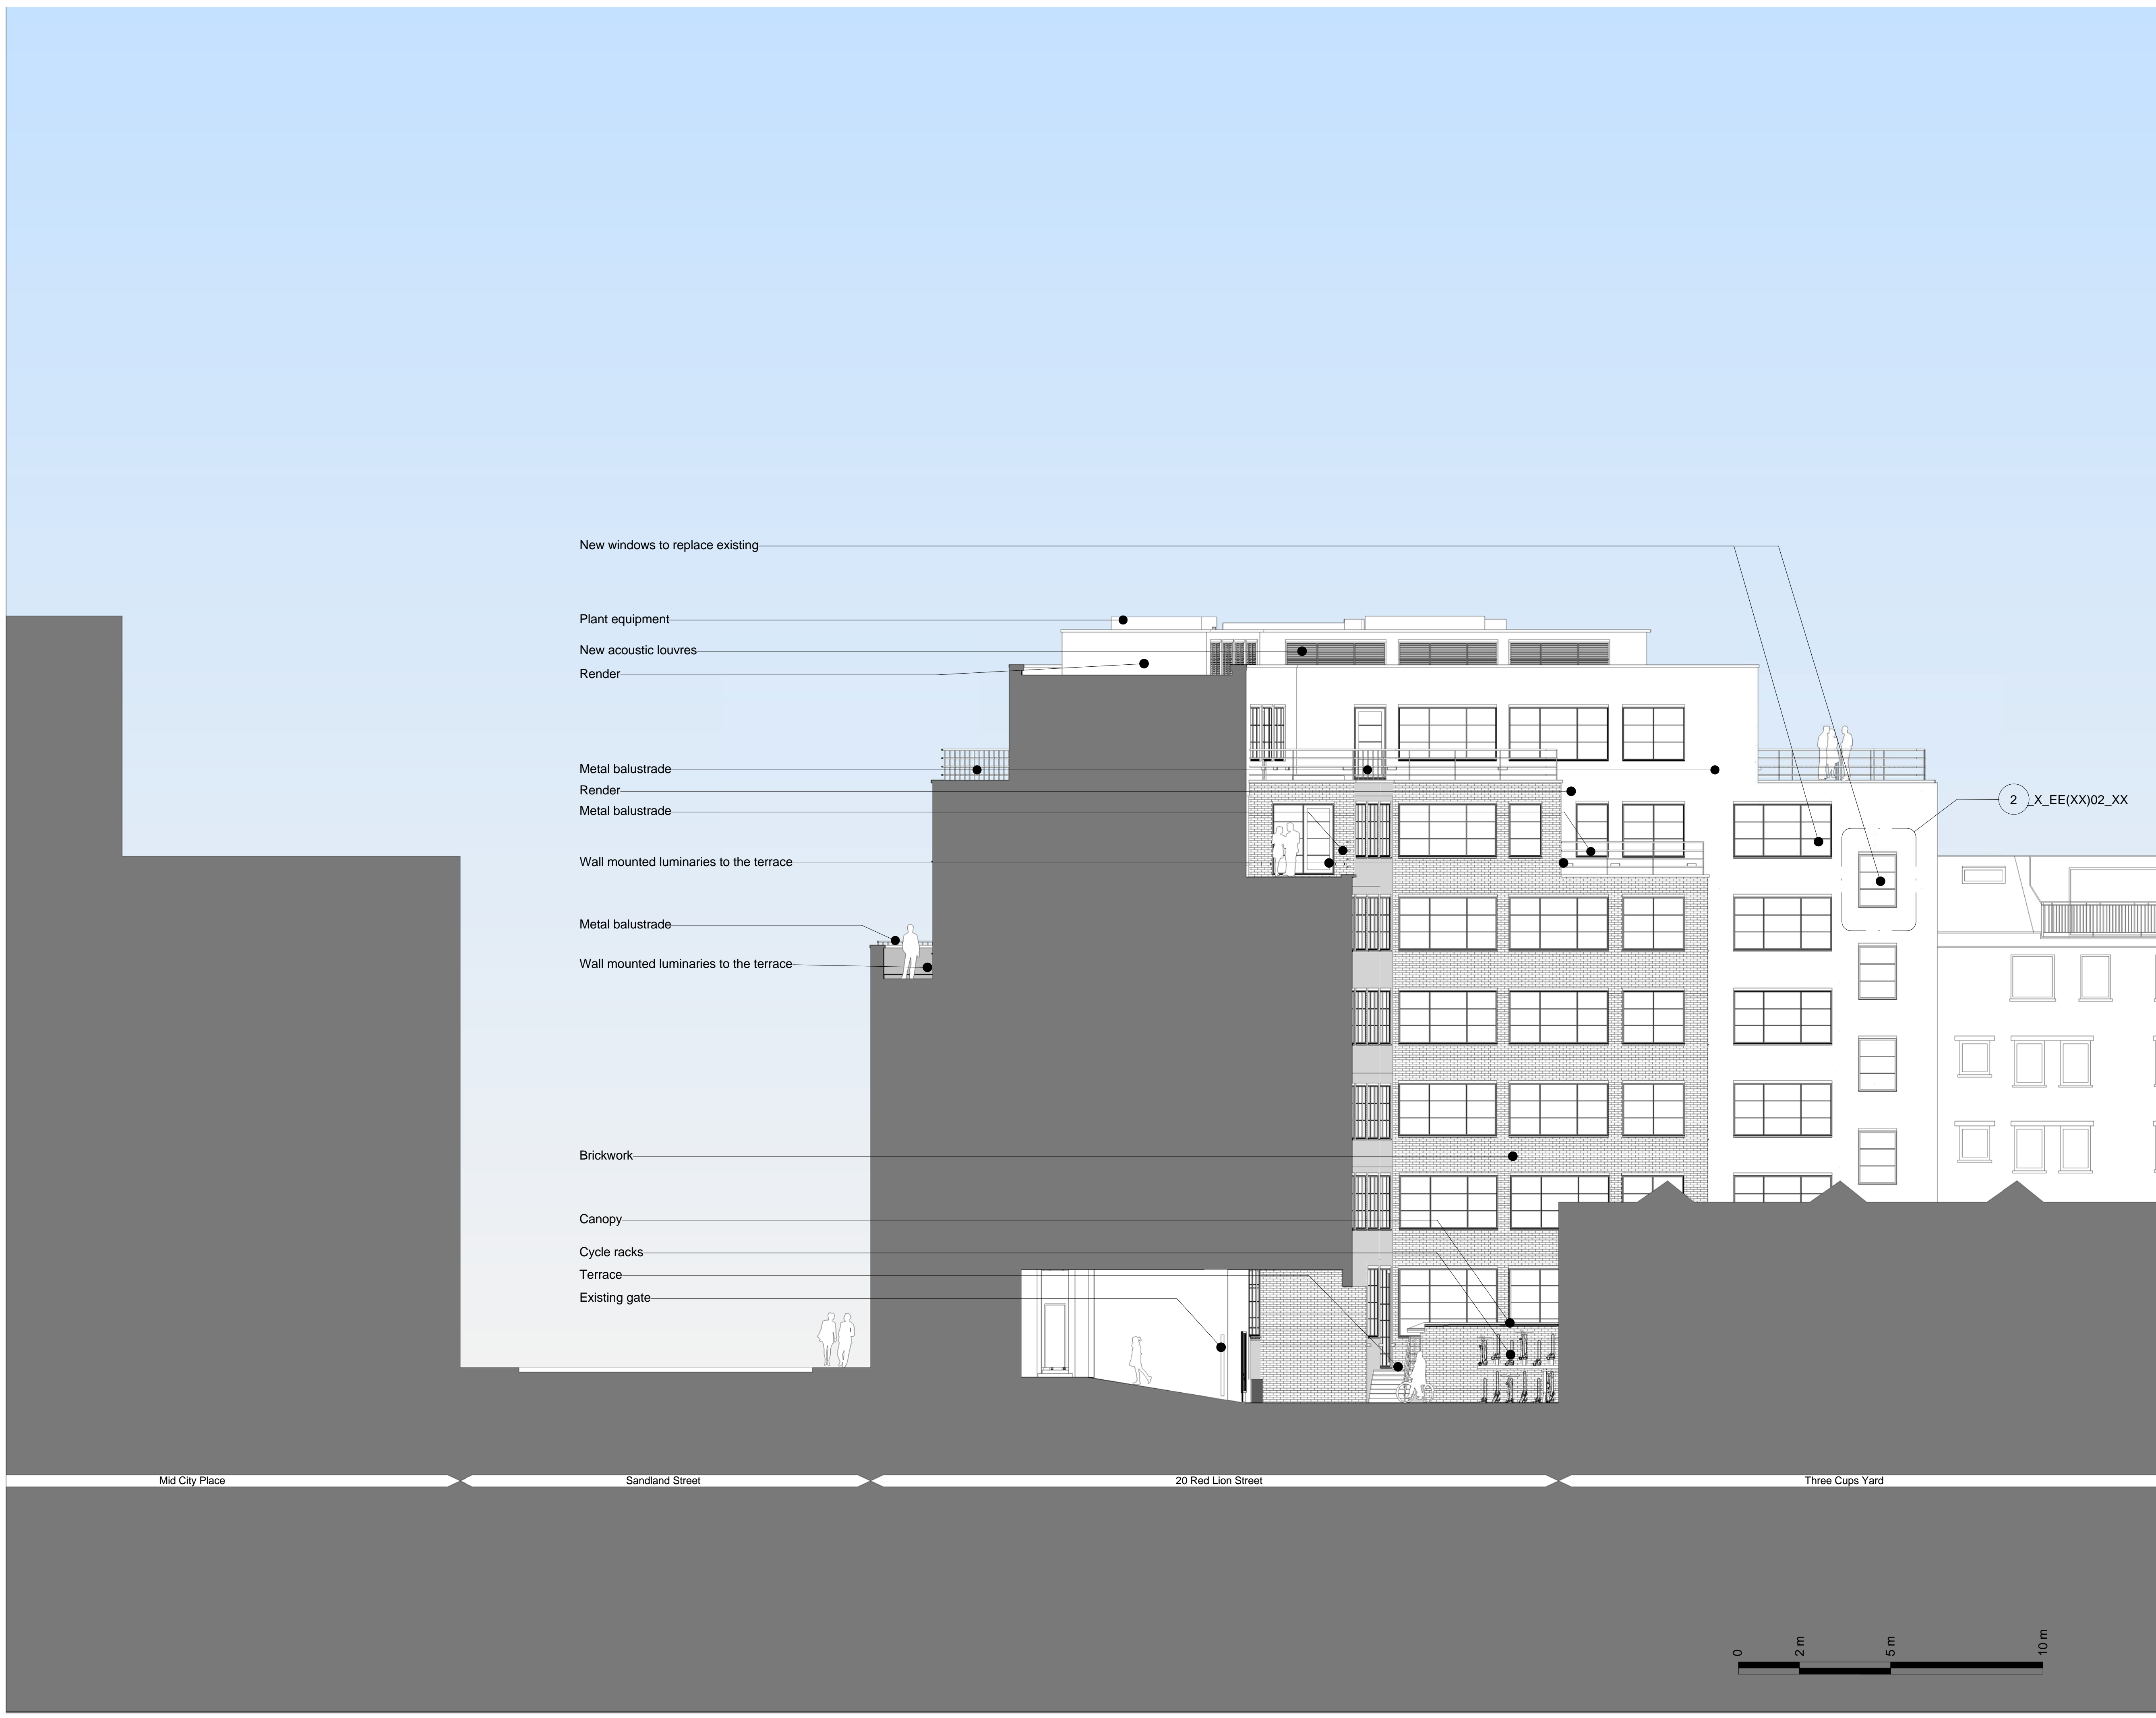 New windows to replace existing
Plant equipment
New acoustic louvres
Render
Metal balustrade
Render
Metal balustrade
2 _X_EE(XX)02_XX
Wall mounted luminaries to the terrace
Metal balustrade
Wall mounted luminaries to the terrace
Brickwork
Canopy
Cycle racks
Terrace
Existing gate
Mid City Place Sandland Street 20 Red Lion Street Three Cups Yard
0 2 m 5 m 10 m